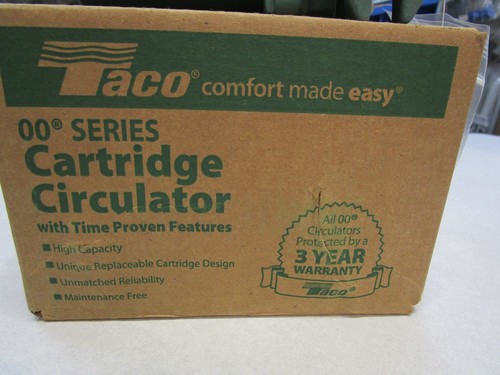 Taco® comfort made easy®
00® SERIES
Cartridge
Circulator
with Time Proven Features
■ High Capacity
■ Unique Replaceable Cartridge Design
■ Unmatched Reliability
■ Maintenance Free
All 00®
Circulators
Protected by a
3 YEAR
WARRANTY
Taco®